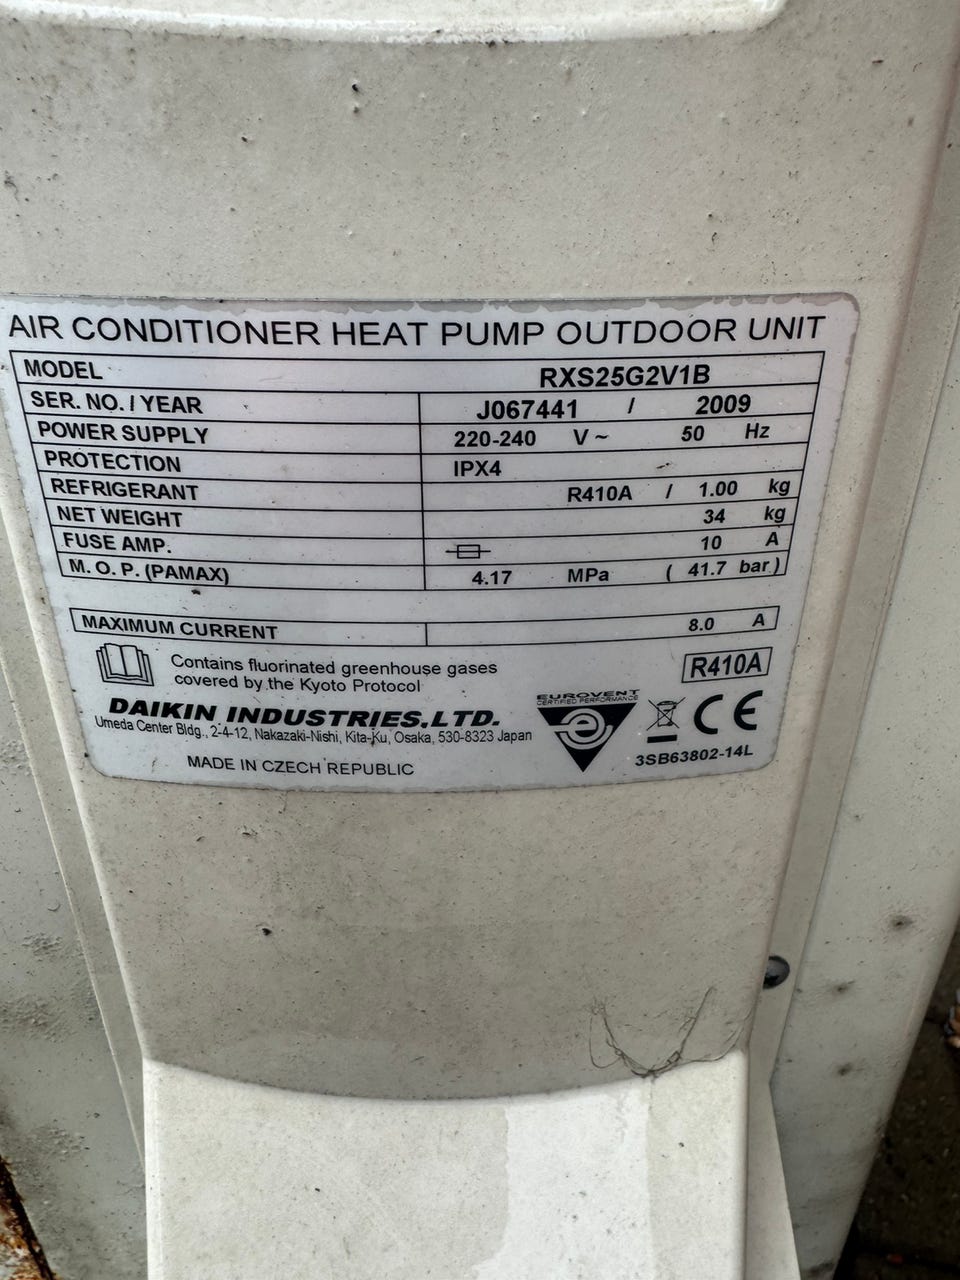 AIR CONDITIONER HEAT PUMP OUTDOOR UNIT
MODEL RXS25G2V1B
SER. NO. / YEAR J067441 / 2009
POWER SUPPLY 220-240 V ~ 50 Hz
PROTECTION IPX4
REFRIGERANT R410A / 1.00 kg
NET WEIGHT 34 kg
FUSE AMP. 10 A
M. O. P. (PAMAX) 4.17 MPa ( 41.7 bar )
MAXIMUM CURRENT 8.0 A
Contains fluorinated greenhouse gases
covered by the Kyoto Protocol
R410A
DAIKIN INDUSTRIES, LTD.
Umeda Center Bldg., 2-4-12, Nakazaki-Nishi, Kita-Ku, Osaka, 530-8323 Japan
MADE IN CZECH REPUBLIC
EUROVENT
CERTIFIED PERFORMANCE
CE
3SB63802-14L